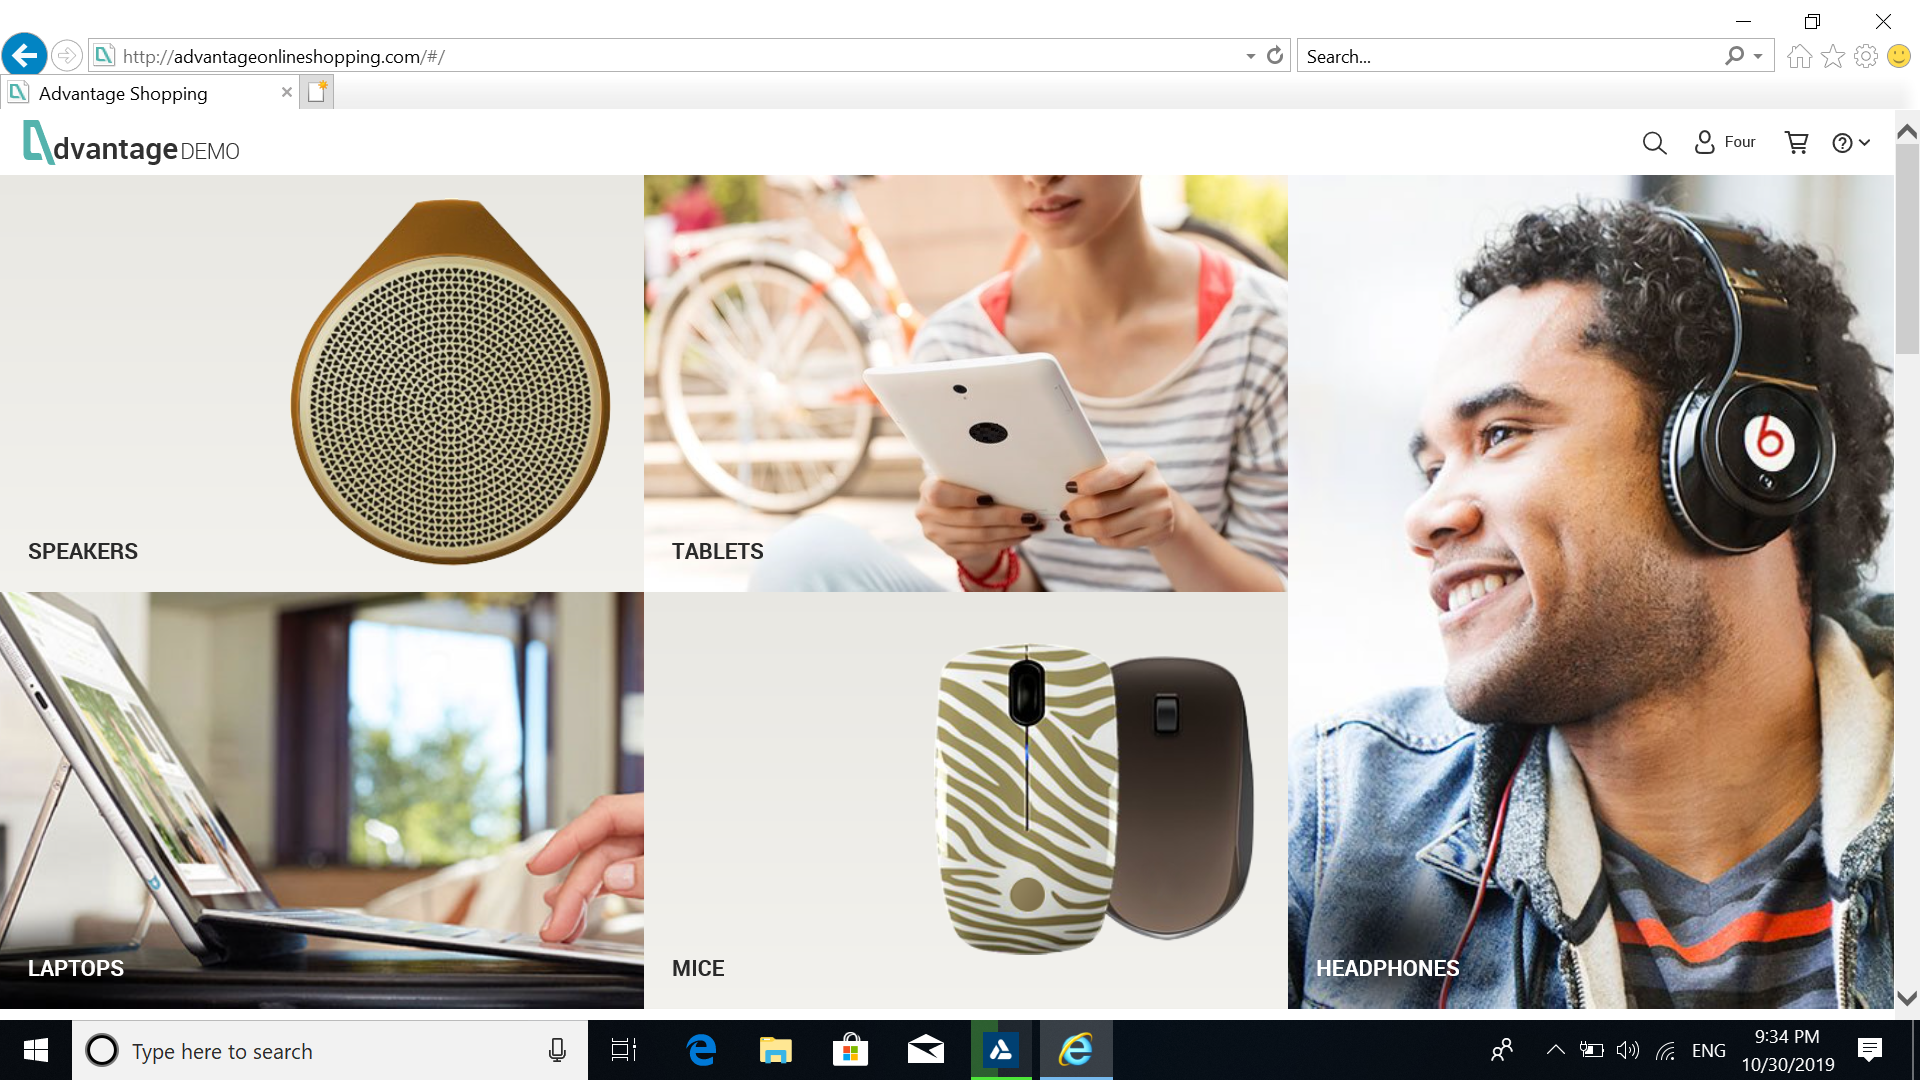 http://advantageonlineshopping.com/#/
Search...
Advantage Shopping
dvantage DEMO
Four
SPEAKERS
TABLETS
b
LAPTOPS
MICE
HEADPHONES
Type here to search
ENG
9:34 PM
10/30/2019